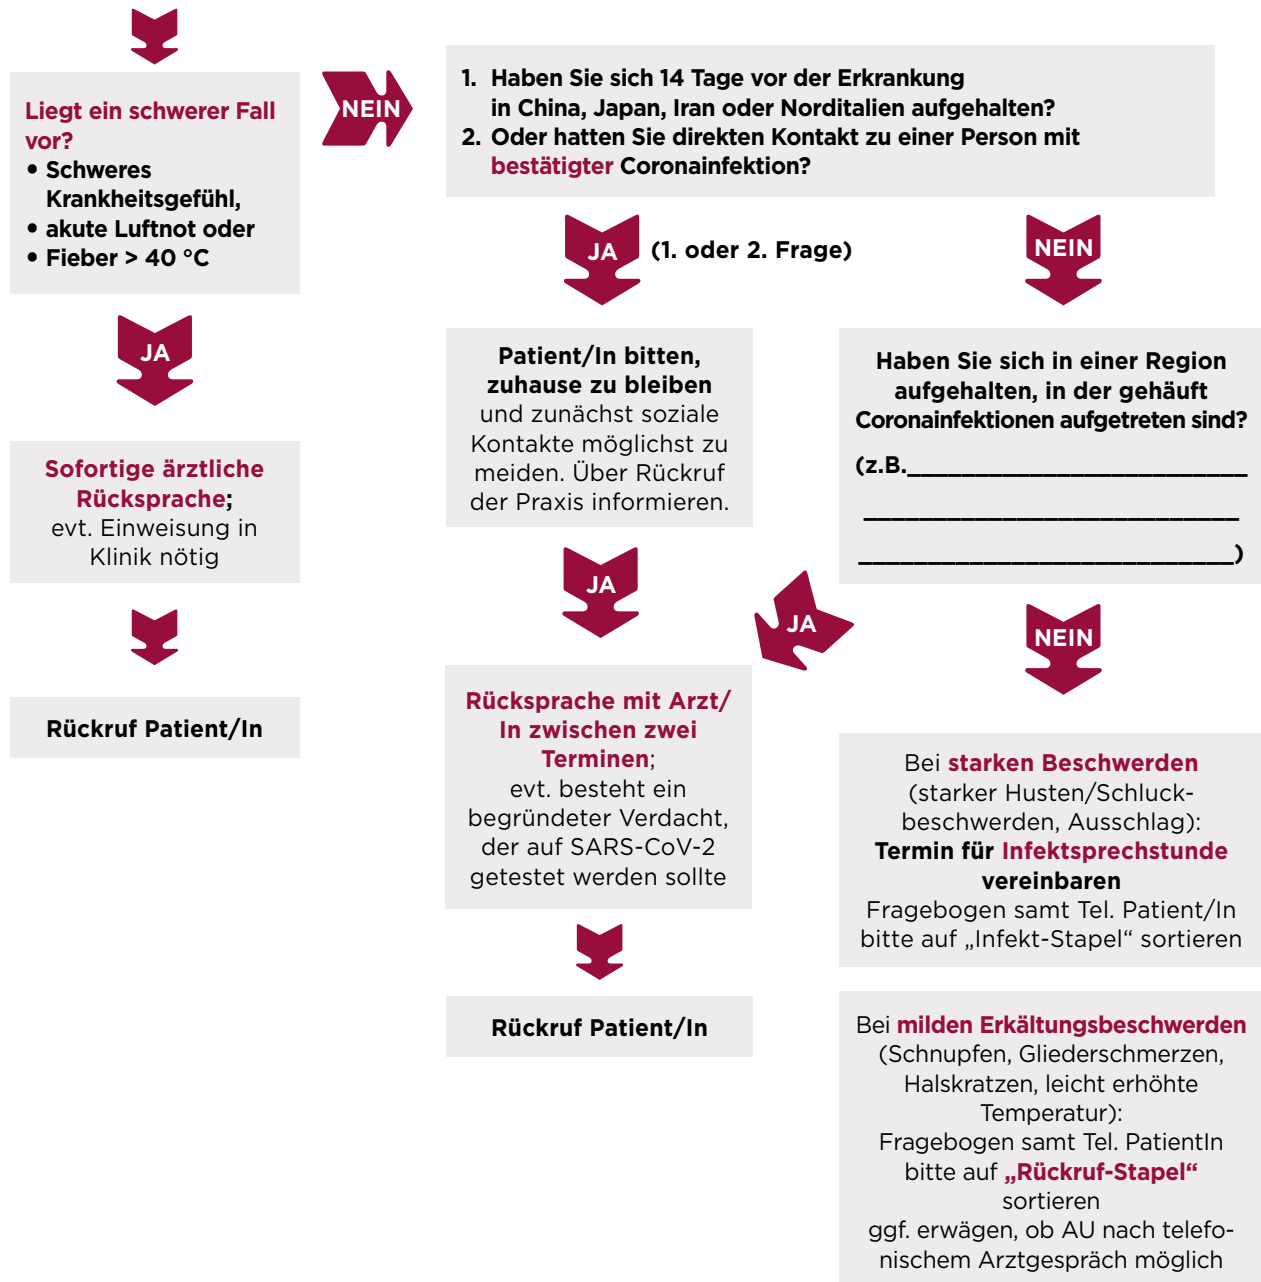 Liegt ein schwerer Fall
vor?
• Schweres
Krankheitsgefühl,
• akute Luftnot oder
• Fieber > 40 °C
NEIN
1. Haben Sie sich 14 Tage vor der Erkrankung
in China, Japan, Iran oder Norditalien aufgehalten?
2. Oder hatten Sie direkten Kontakt zu einer Person mit
bestätigter Coronainfektion?
JA
(1. oder 2. Frage)
NEIN
JA
Sofortige ärztliche
Rücksprache;
evt. Einweisung in
Klinik nötig
Rückruf Patient/In
Patient/In bitten,
zuhause zu bleiben
und zunächst soziale
Kontakte möglichst zu
meiden. Über Rückruf
der Praxis informieren.
JA
Haben Sie sich in einer Region
aufgehalten, in der gehäuft
Coronainfektionen aufgetreten sind?
(z.B._________________________
____________________________
____________________________)
JA
NEIN
Rücksprache mit Arzt/
In zwischen zwei
Terminen;
evt. besteht ein
begründeter Verdacht,
der auf SARS-CoV-2
getestet werden sollte
Rückruf Patient/In
Bei starken Beschwerden
(starker Husten/Schluck-
beschwerden, Ausschlag):
Termin für Infektsprechstunde
vereinbaren
Fragebogen samt Tel. Patient/In
bitte auf „Infekt-Stapel“ sortieren
Bei milden Erkältungsbeschwerden
(Schnupfen, Gliederschmerzen,
Halskratzen, leicht erhöhte
Temperatur):
Fragebogen samt Tel. PatientIn
bitte auf „Rückruf-Stapel“
sortieren
ggf. erwägen, ob AU nach telefo-
nischem Arztgespräch möglich